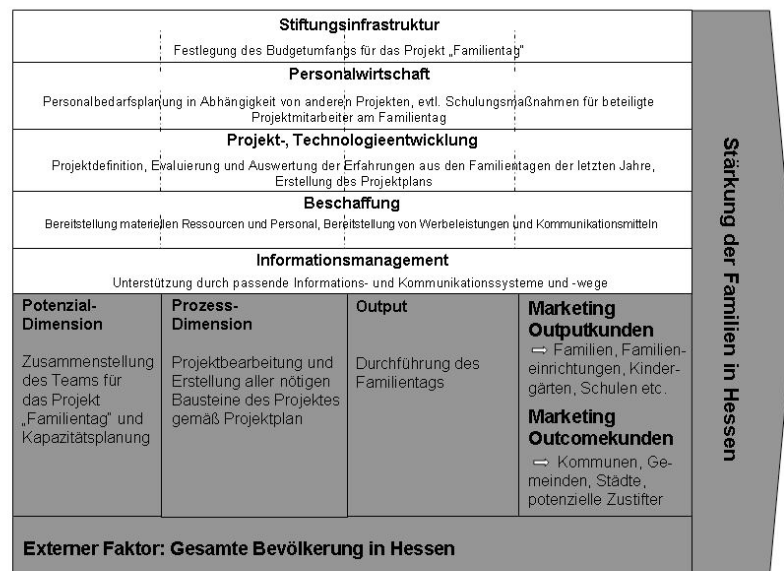 Stiftungsinfrastruktur
Festlegung des Budgetumfangs für das Projekt „Familientag“
Personalwirtschaft
Personalbedarfsplanung in Abhängigkeit von anderen Projekten, evtl. Schulungsmaßnahmen für beteiligte
Projektmitarbeiter am Familientag
Projekt-, Technologieentwicklung
Projektdefinition, Evaluierung und Auswertung der Erfahrungen aus den Familientagen der letzten Jahre,
Erstellung des Projektplans
Beschaffung
Bereitstellung materiellen Ressourcen und Personal, Bereitstellung von Werbeleistungen und Kommunikationsmitteln
Informationsmanagement
Unterstützung durch passende Informations- und Kommunikationssysteme und -wege
Potenzial-
Dimension
Zusammenstellung
des Teams für
das Projekt
„Familientag“ und
Kapazitätsplanung
Prozess-
Dimension
Projektbearbeitung und
Erstellung aller nötigen
Bausteine des Projektes
gemäß Projektplan
Output
Durchführung des
Familientags
Marketing
Outputkunden
⇨ Familien, Familien-
einrichtungen, Kinder-
gärten, Schulen etc.
Marketing
Outcomekunden
⇨ Kommunen, Ge-
meinden, Städte,
potenzielle Zustifter
Externer Faktor: Gesamte Bevölkerung in Hessen
Stärkung der Familien in Hessen